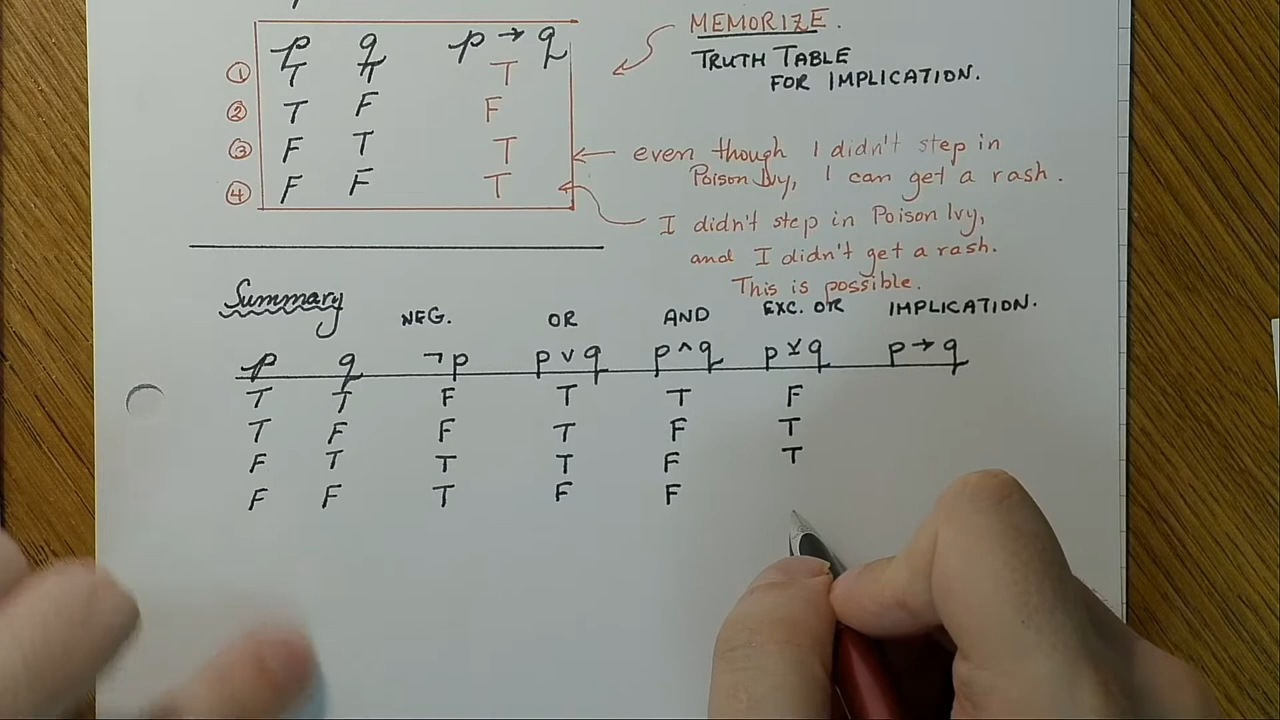 p q p → q
① T T T
② T F F
③ F T T
④ F F T
MEMORIZE.
TRUTH TABLE
FOR IMPLICATION.
even though I didn't step in
Poison Ivy, I can get a rash.
I didn't step in Poison Ivy,
and I didn't get a rash.
This is possible.
Summary
NEG. OR AND EXC. OR IMPLICATION.
p q ¬p p ∨ q p ^ q p ⊻ q p → q
T T F T T F
T F F T F T
F T T T F T
F F T F F